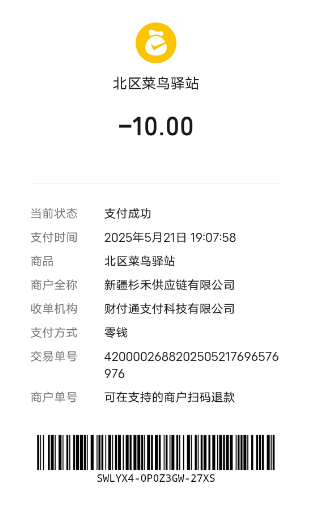 北区菜鸟驿站
-10.00
当前状态 支付成功
支付时间 2025年5月21日 19:07:58
商品 北区菜鸟驿站
商户全称 新疆杉禾供应链有限公司
收单机构 财付通支付科技有限公司
支付方式 零钱
交易单号 4200002688202505217696576
976
商户单号 可在支持的商户扫码退款
SWLYX4-0P0Z3GW-27XS